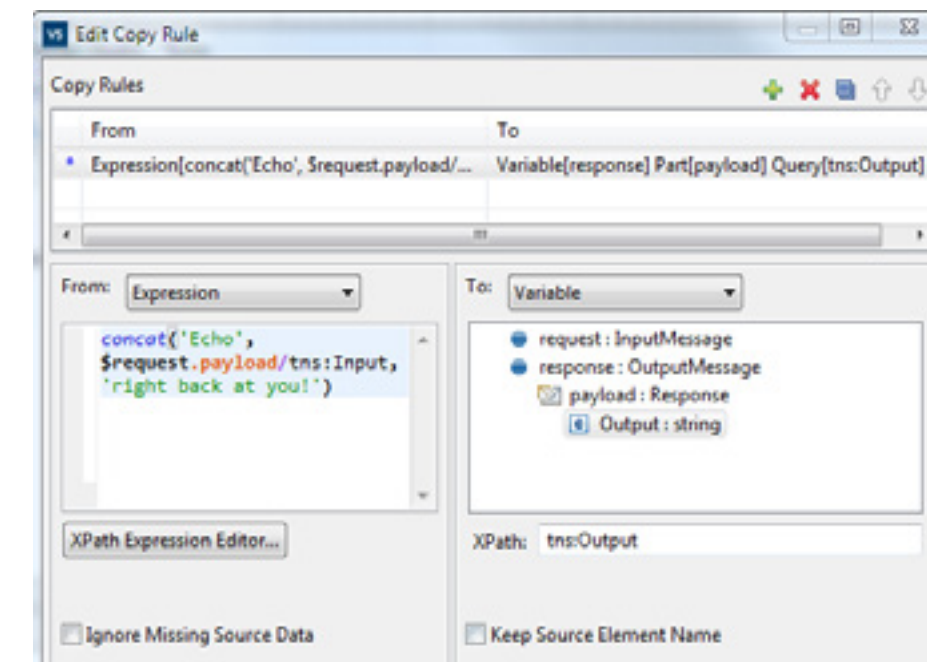 VS Edit Copy Rule
Copy Rules
From To
* Expression[concat('Echo', $request.payload/... Variable[response] Part[payload] Query[tns:Output]
From: Expression
To: Variable
concat('Echo',
$request.payload/tns:Input,
'right back at you!')
request : InputMessage
response : OutputMessage
payload : Response
Output : string
XPath Expression Editor...
XPath: tns:Output
Ignore Missing Source Data
Keep Source Element Name